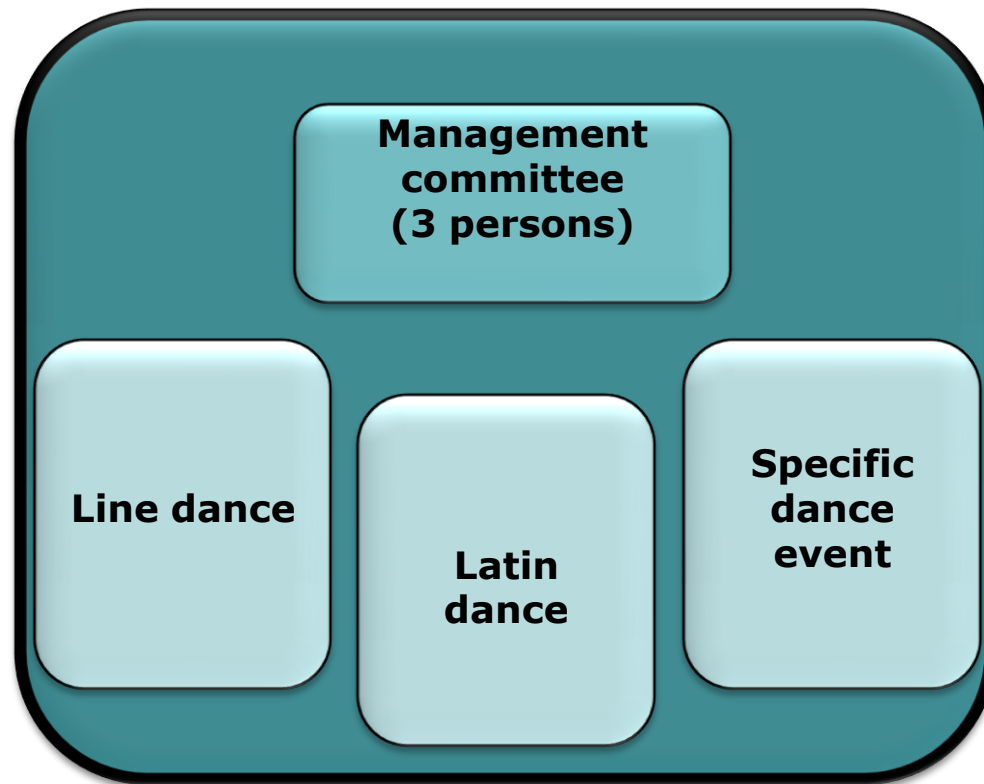 Management
committee
(3 persons)
Line dance
Latin
dance
Specific
dance
event